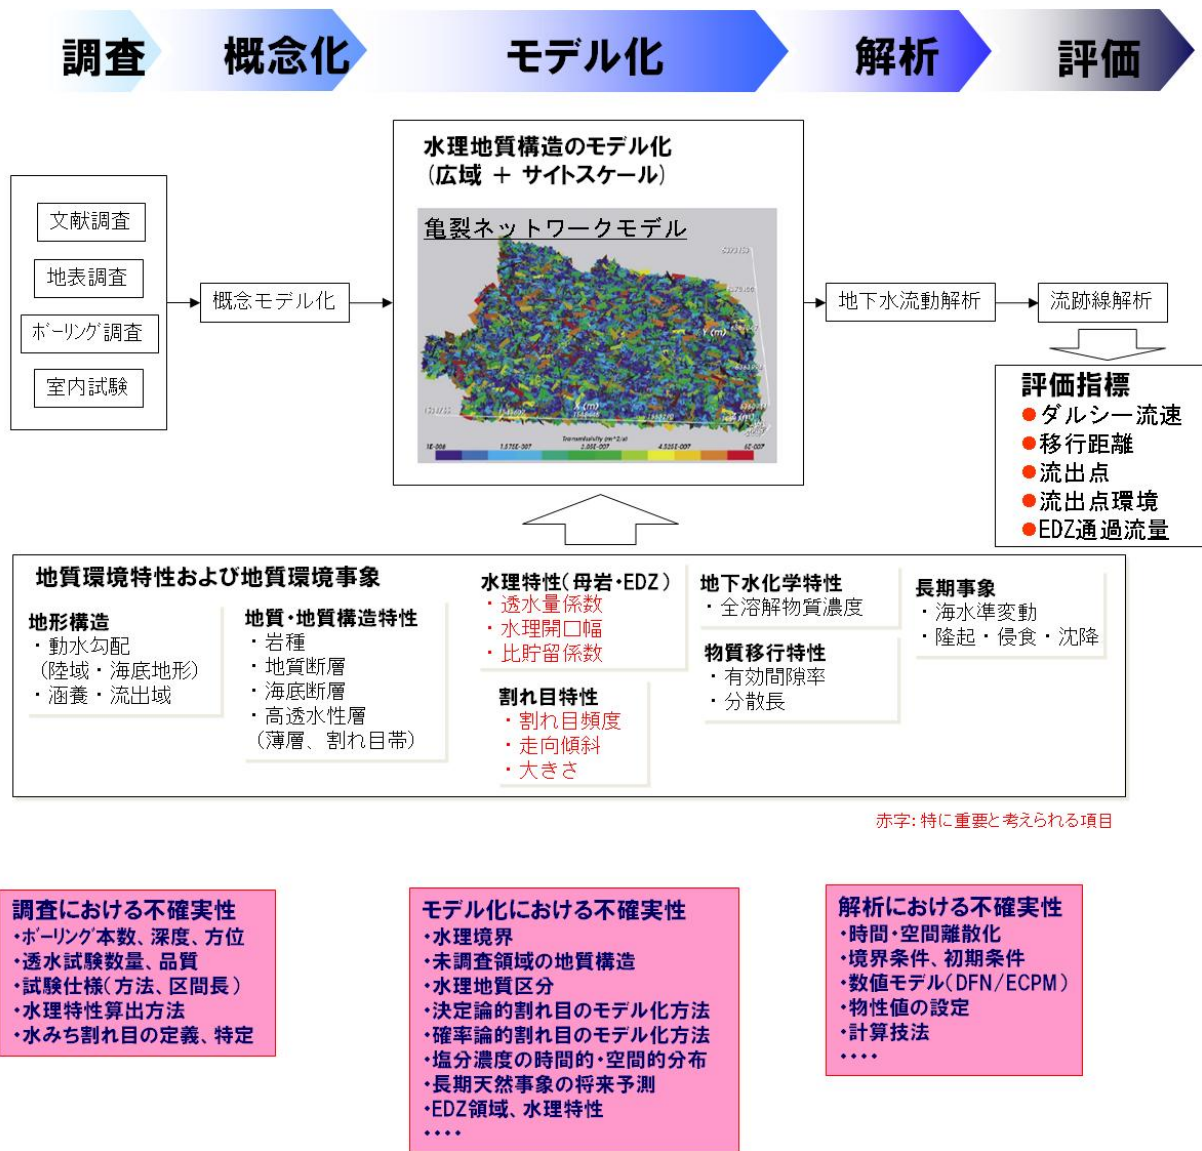 調査
概念化
モデル化
解析
評価
文献調査
地表調査
ボーリング調査
室内試験
概念モデル化
水理地質構造のモデル化
(広域 + サイトスケール)
亀裂ネットワークモデル
Y (m)
X (m)
Transmissivity (m^2/s)
1E-008
1.575E-007
3.05E-007
4.525E-007
6E-007
地下水流動解析
流跡線解析
評価指標
●ダルシー流速
●移行距離
●流出点
●流出点環境
●EDZ通過流量
地質環境特性および地質環境事象
地形構造
・動水勾配
(陸域・海底地形)
・涵養・流出域
地質・地質構造特性
・岩種
・地質断層
・海底断層
・高透水性層
(薄層、割れ目帯)
水理特性(母岩・EDZ)
・透水量係数
・水理開口幅
・比貯留係数
割れ目特性
・割れ目頻度
・走向傾斜
・大きさ
地下水化学特性
・全溶解物質濃度
物質移行特性
・有効間隙率
・分散長
長期事象
・海水準変動
・隆起・侵食・沈降
赤字:特に重要と考えられる項目
調査における不確実性
・ボーリング本数、深度、方位
・透水試験数量、品質
・試験仕様(方法、区間長)
・水理特性算出方法
・水みち割れ目の定義、特定
モデル化における不確実性
・水理境界
・未調査領域の地質構造
・水理地質区分
・決定論的割れ目のモデル化方法
・確率論的割れ目のモデル化方法
・塩分濃度の時間的・空間的分布
・長期天然事象の将来予測
・EDZ領域、水理特性
・・・・
解析における不確実性
・時間・空間離散化
・境界条件、初期条件
・数値モデル(DFN/ECPM)
・物性値の設定
・計算技法
・・・・